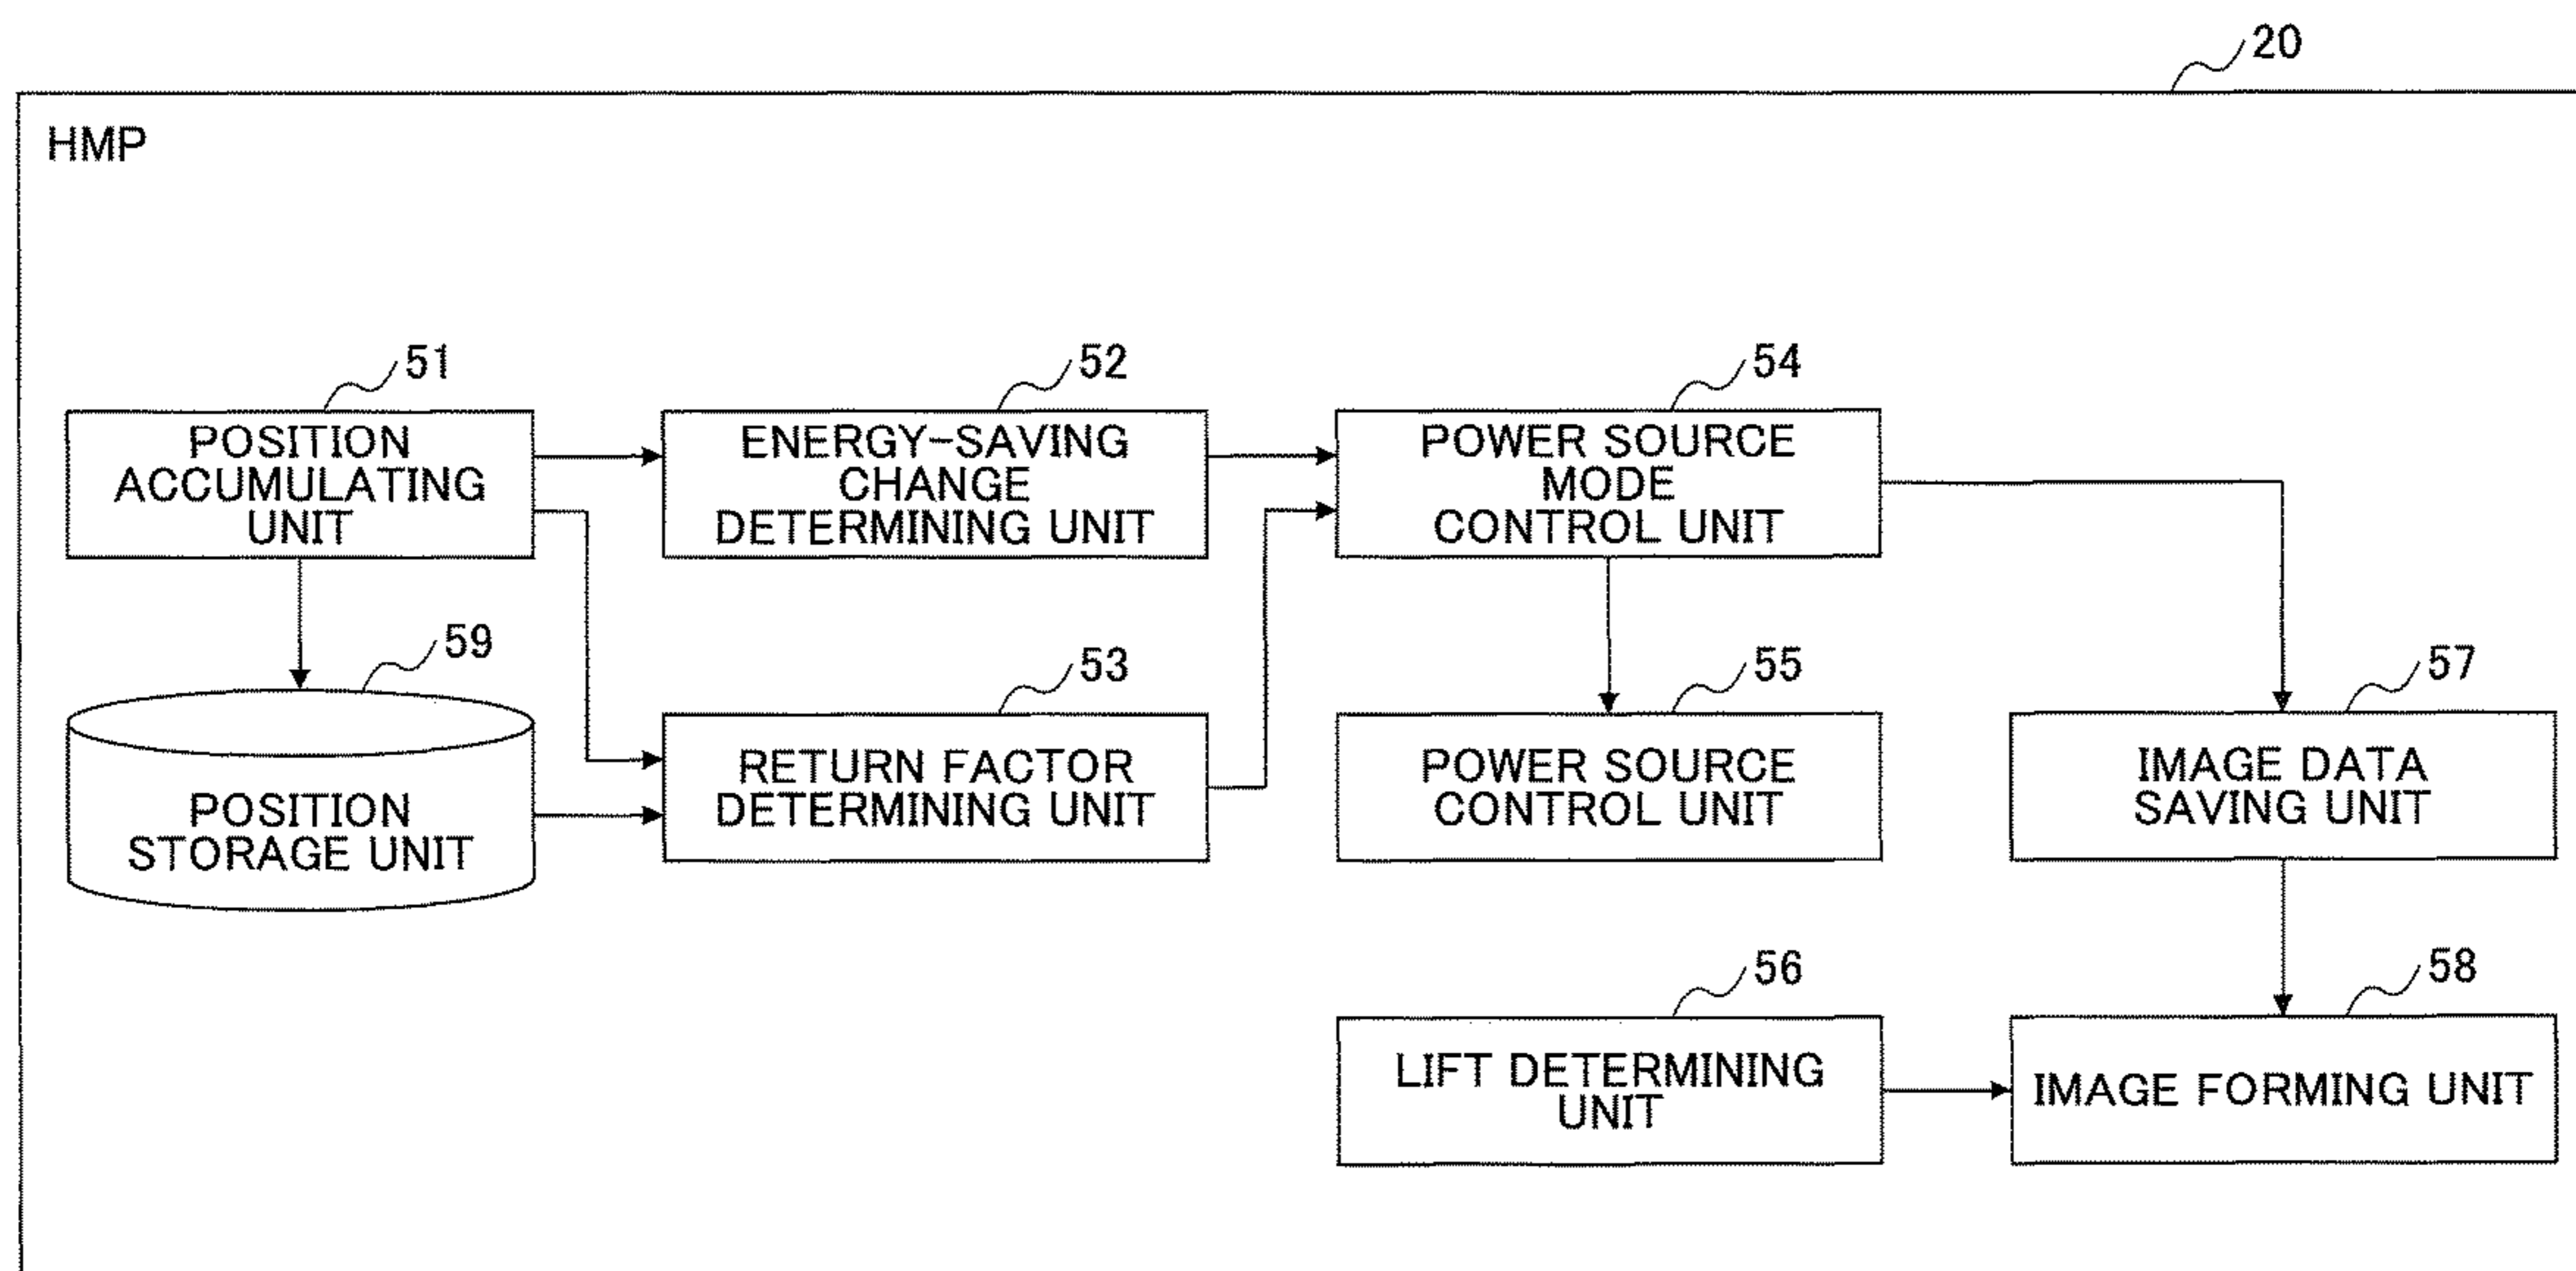 20
HMP
51
POSITION
ACCUMULATING
UNIT
52
ENERGY-SAVING
CHANGE
DETERMINING UNIT
54
POWER SOURCE
MODE
CONTROL UNIT
59
POSITION
STORAGE UNIT
53
RETURN FACTOR
DETERMINING UNIT
55
POWER SOURCE
CONTROL UNIT
57
IMAGE DATA
SAVING UNIT
56
LIFT DETERMINING
UNIT
58
IMAGE FORMING UNIT